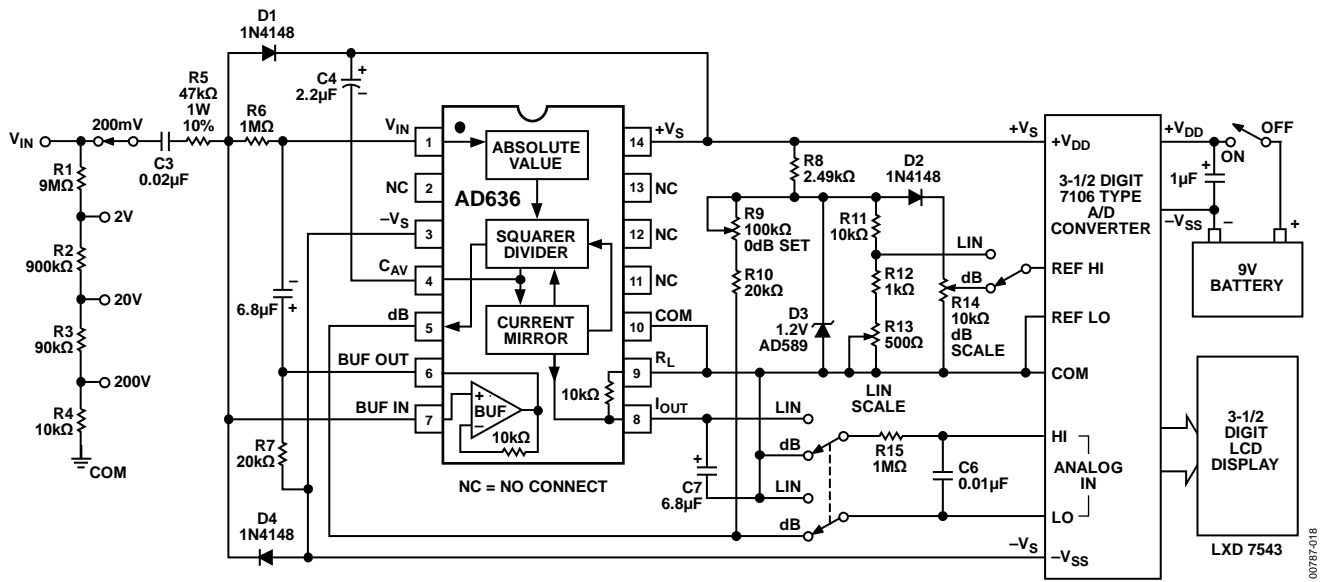 D1
1N4148
R5
47kΩ
1W
10%
C4
2.2µF
+
–
R6
1MΩ
VIN
200mV
C3
0.02µF
R1
9MΩ
2V
R2
900kΩ
20V
R3
90kΩ
200V
R4
10kΩ
COM
6.8µF
–
+
R7
20kΩ
D4
1N4148
VIN
1
NC
2
–VS
3
CAV
4
dB
5
BUF OUT
6
BUF IN
7
ABSOLUTE
VALUE
AD636
SQUARER
DIVIDER
CURRENT
MIRROR
+
–
BUF
10kΩ
10kΩ
14
+VS
13
NC
12
NC
11
NC
10
COM
9
RL
8
IOUT
NC = NO CONNECT
R8
2.49kΩ
D2
1N4148
R9
100kΩ
0dB SET
R10
20kΩ
R11
10kΩ
R12
1kΩ
D3
1.2V
AD589
R13
500Ω
LIN
dB
R14
10kΩ
dB
SCALE
LIN
SCALE
LIN
dB
LIN
dB
+
C7
6.8µF
R15
1MΩ
C6
0.01µF
+VS
+VDD
3-1/2 DIGIT
7106 TYPE
A/D
CONVERTER
REF HI
REF LO
COM
HI
ANALOG
IN
LO
–VS
–VSS
+VDD
ON
OFF
+
1µF
–VSS
–
+
9V
BATTERY
3-1/2
DIGIT
LCD
DISPLAY
LXD 7543
00787-018